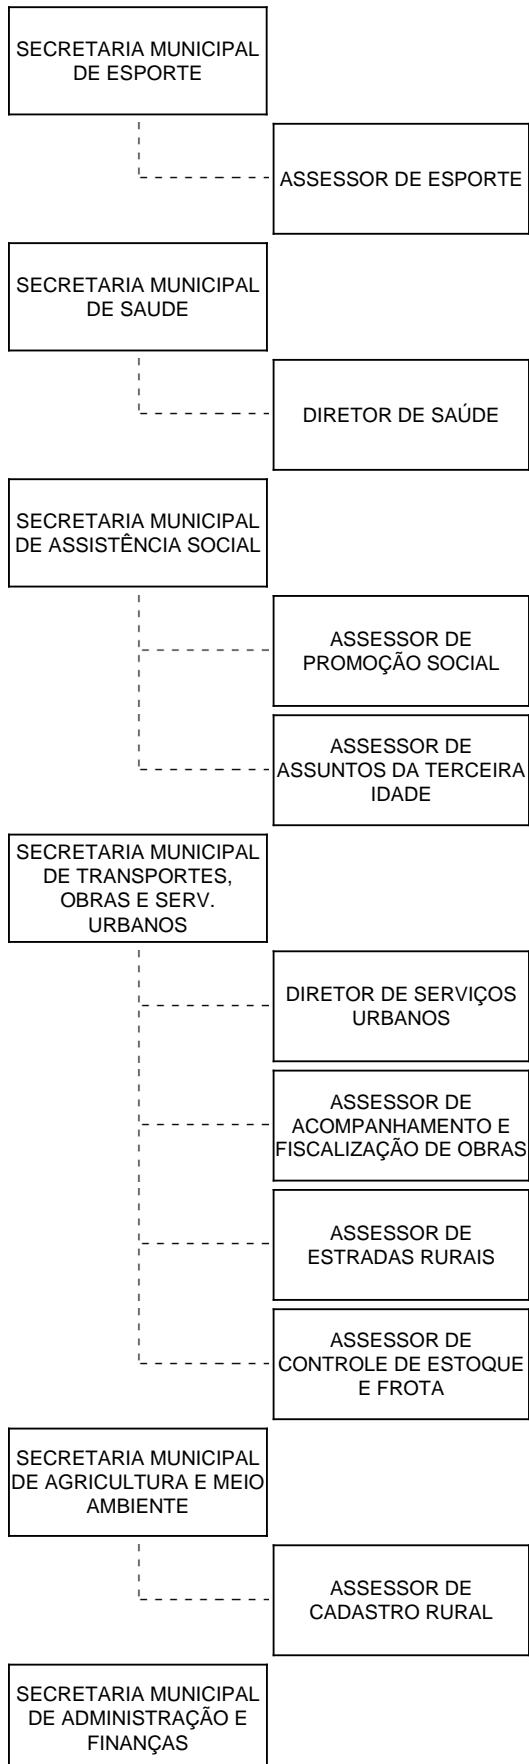 SECRETARIA MUNICIPAL
DE ESPORTE
ASSESSOR DE ESPORTE
SECRETARIA MUNICIPAL
DE SAUDE
DIRETOR DE SAÚDE
SECRETARIA MUNICIPAL
DE ASSISTÊNCIA SOCIAL
ASSESSOR DE
PROMOÇÃO SOCIAL
ASSESSOR DE
ASSUNTOS DA TERCEIRA
IDADE
SECRETARIA MUNICIPAL
DE TRANSPORTES,
OBRAS E SERV.
URBANOS
DIRETOR DE SERVIÇOS
URBANOS
ASSESSOR DE
ACOMPANHAMENTO E
FISCALIZAÇÃO DE OBRAS
ASSESSOR DE
ESTRADAS RURAIS
ASSESSOR DE
CONTROLE DE ESTOQUE
E FROTA
SECRETARIA MUNICIPAL
DE AGRICULTURA E MEIO
AMBIENTE
ASSESSOR DE
CADASTRO RURAL
SECRETARIA MUNICIPAL
DE ADMINISTRAÇÃO E
FINANÇAS